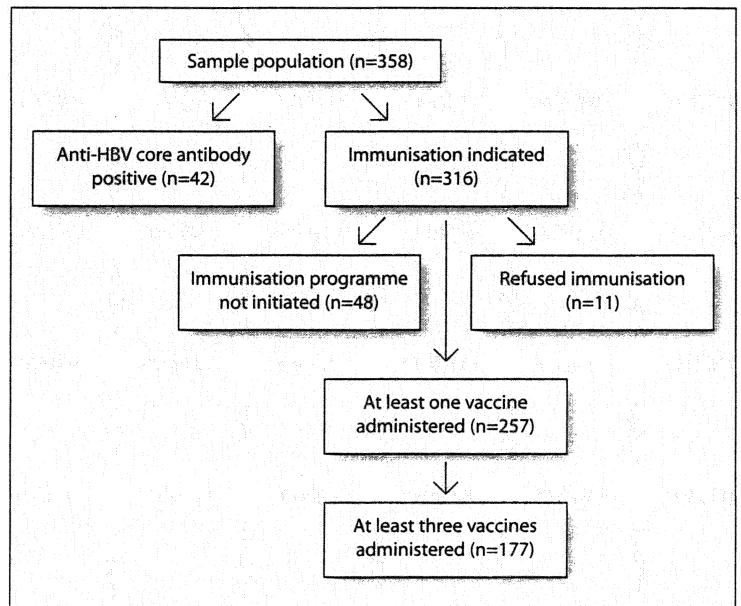 Sample population (n=358)
Anti-HBV core antibody
positive (n=42)
Immunisation indicated
(n=316)
Immunisation programme
not initiated (n=48)
Refused immunisation
(n=11)
At least one vaccine
administered (n=257)
At least three vaccines
administered (n=177)